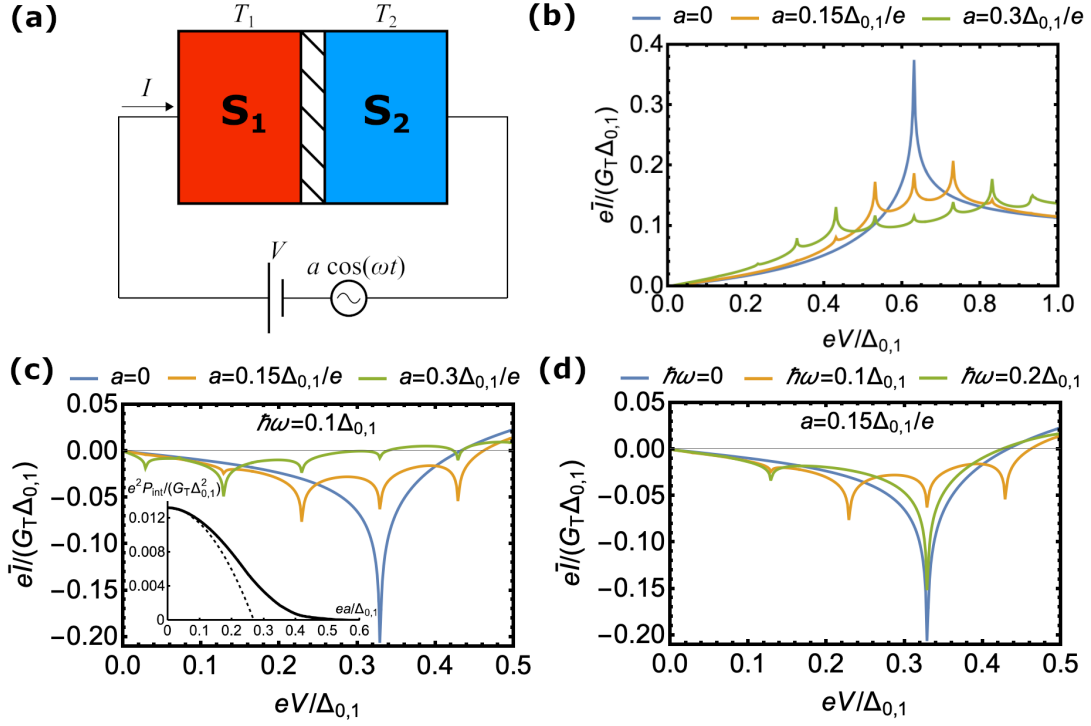 (a)
T₁ T₂
I
S₁ S₂
V
a cos(ωt)
(b)
a=0 a=0.15Δ₀,₁/e a=0.3Δ₀,₁/e
0.4
0.3
0.2
0.1
0.0
eĪ/(G_TΔ₀,₁)
0.0 0.2 0.4 0.6 0.8 1.0
eV/Δ₀,₁
(c)
a=0 a=0.15Δ₀,₁/e a=0.3Δ₀,₁/e
ℏω=0.1Δ₀,₁
0.05
0.00
−0.05
−0.10
−0.15
−0.20
eĪ/(G_TΔ₀,₁)
e²P_int/(G_TΔ²₀,₁)
0.012
0.008
0.004
0
0 0.1 0.2 0.3 0.4 0.5 0.6
ea/Δ₀,₁
0.0 0.1 0.2 0.3 0.4 0.5
eV/Δ₀,₁
(d)
ℏω=0 ℏω=0.1Δ₀,₁ ℏω=0.2Δ₀,₁
a=0.15Δ₀,₁/e
0.05
0.00
−0.05
−0.10
−0.15
−0.20
eĪ/(G_TΔ₀,₁)
0.0 0.1 0.2 0.3 0.4 0.5
eV/Δ₀,₁